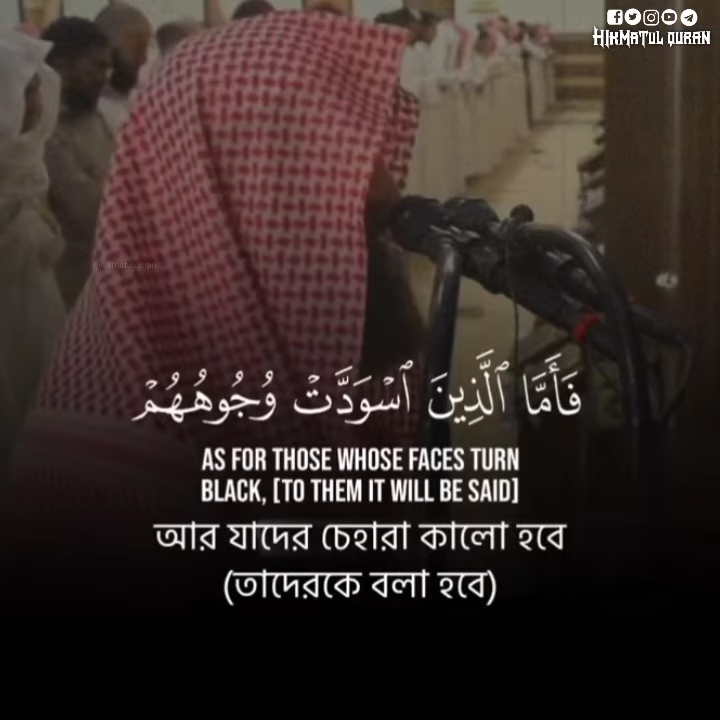 HIKMATUL QURAN
فَأَمَّا ٱلَّذِينَ ٱسْوَدَّتْ وُجُوهُهُمْ
AS FOR THOSE WHOSE FACES TURN
BLACK, [TO THEM IT WILL BE SAID]
আর যাদের চেহারা কালো হবে
(তাদেরকে বলা হবে)